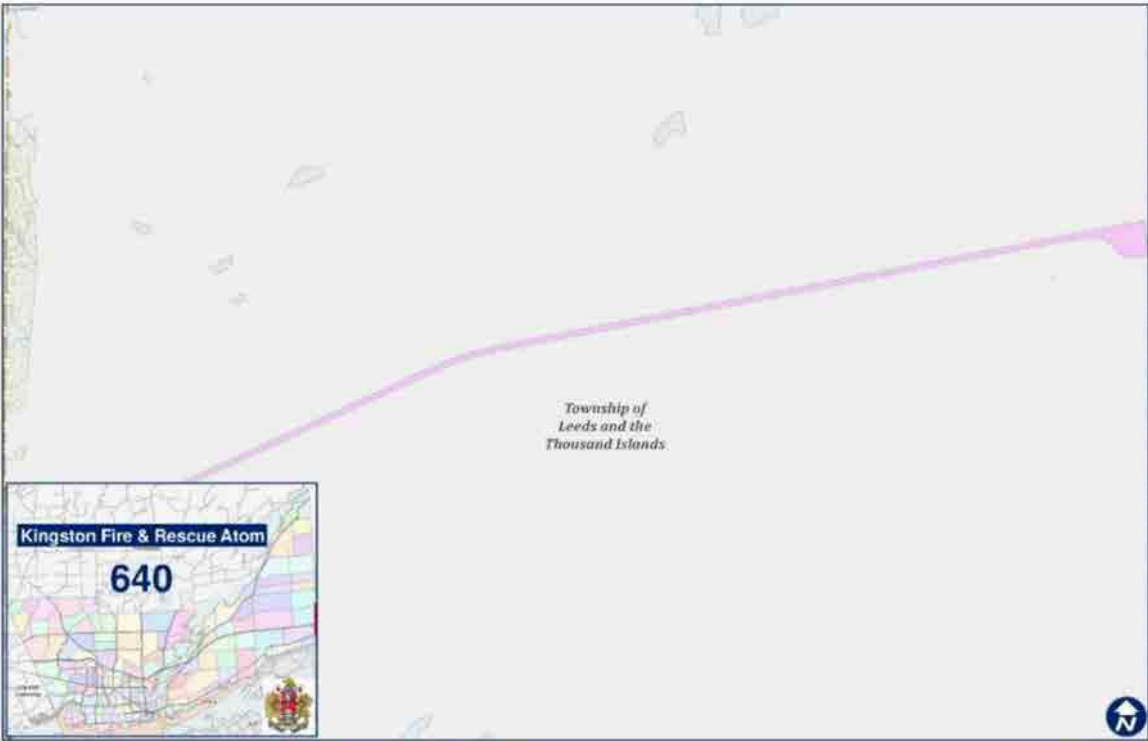 Township of
Leeds and the
Thousand Islands
Kingston Fire & Rescue Atom
640
N